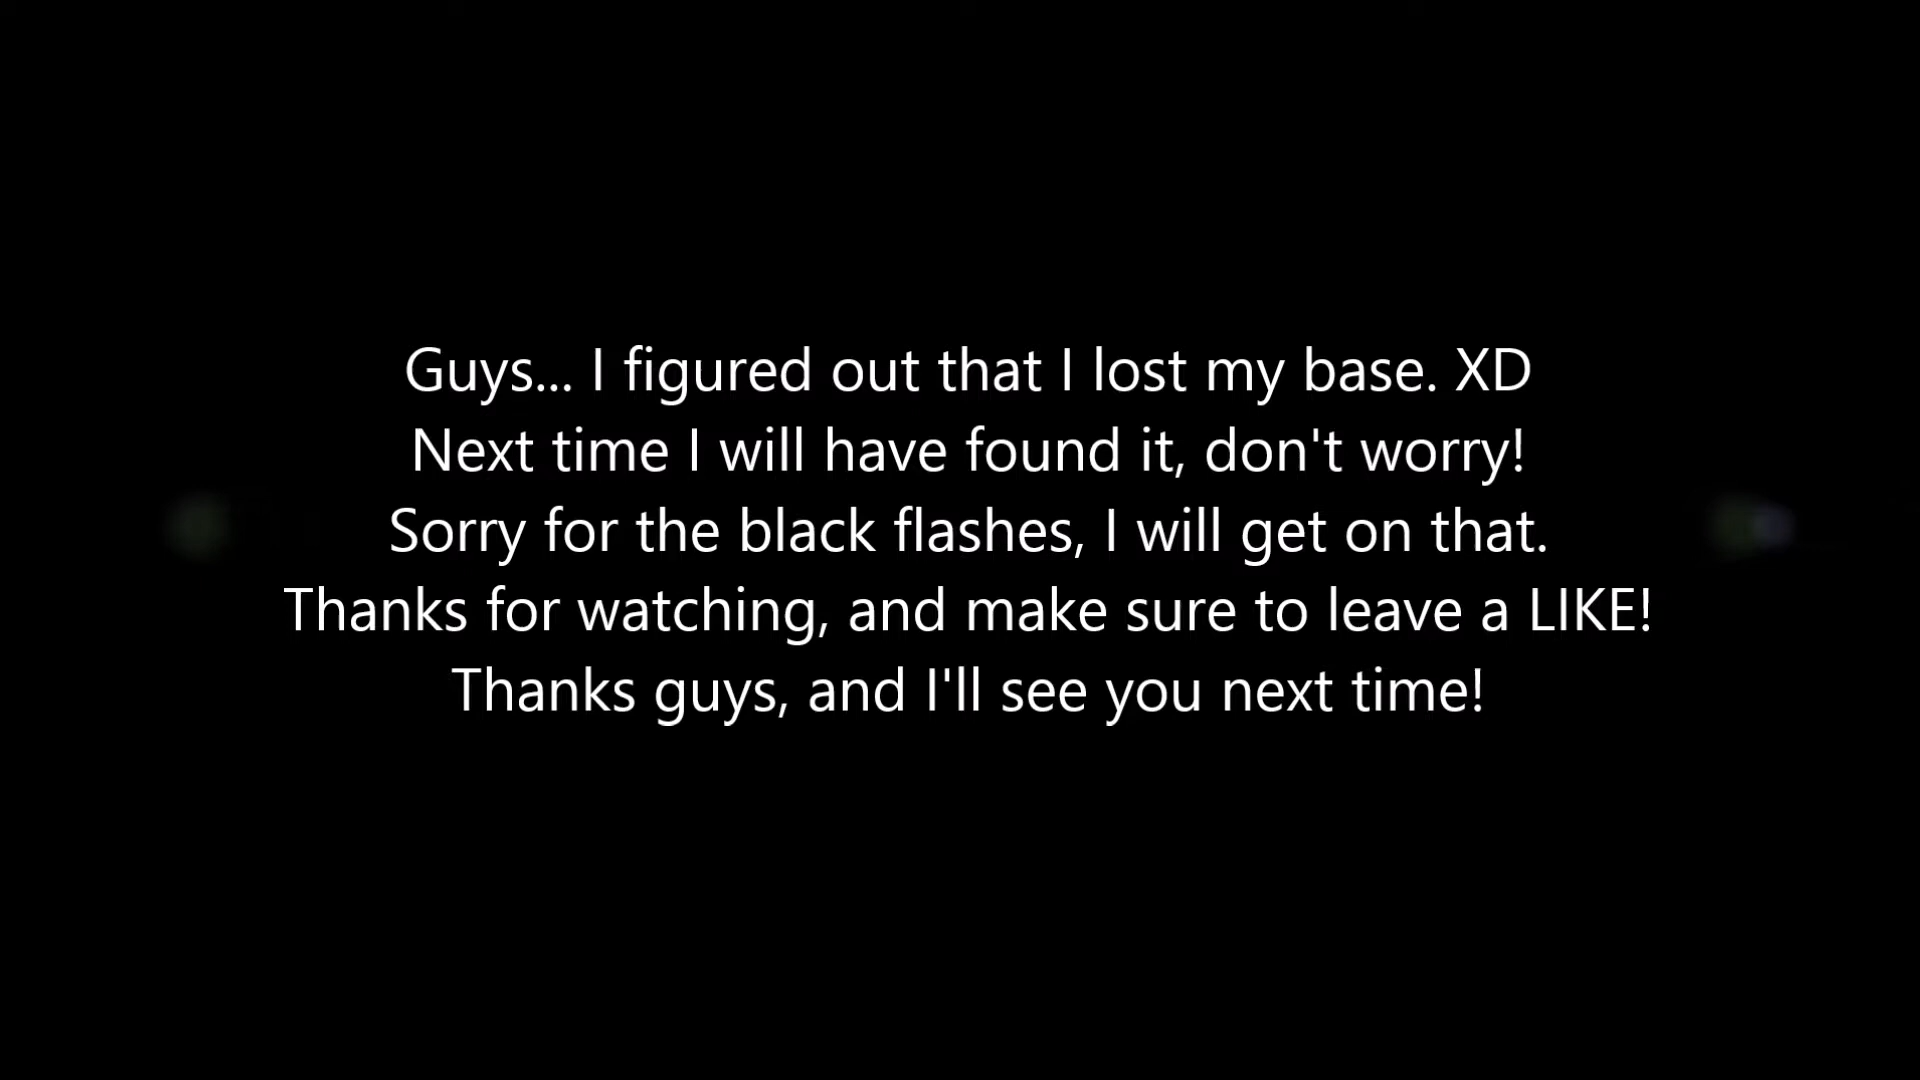 Guys... I figured out that I lost my base. XD
Next time I will have found it, don't worry!
Sorry for the black flashes, I will get on that.
Thanks for watching, and make sure to leave a LIKE!
Thanks guys, and I'll see you next time!